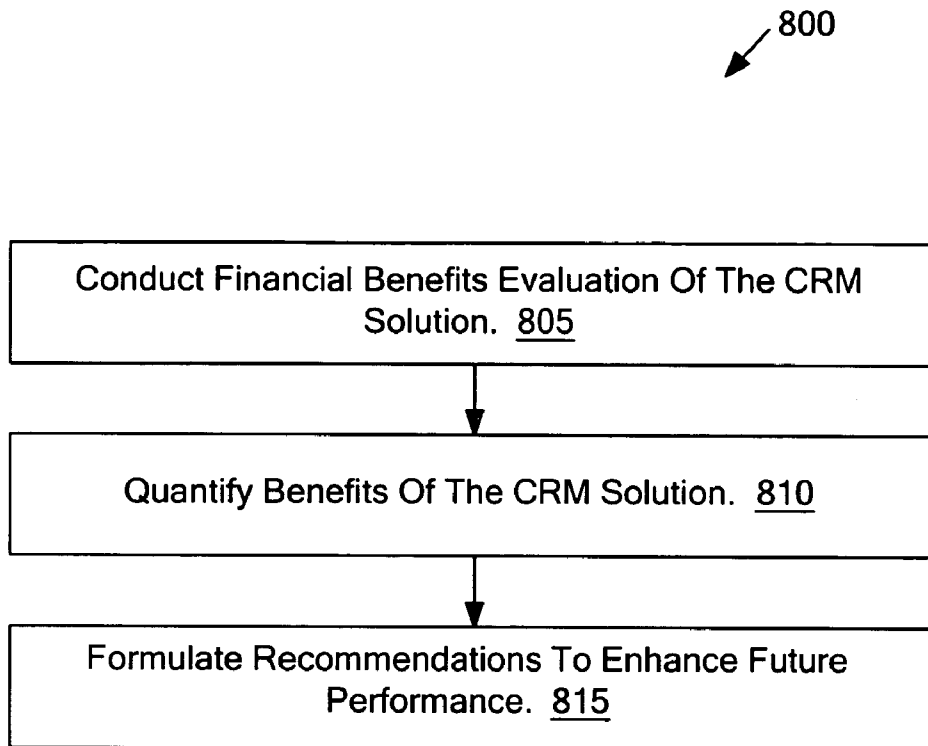 800
Conduct Financial Benefits Evaluation Of The CRM
Solution. 805
Quantify Benefits Of The CRM Solution. 810
Formulate Recommendations To Enhance Future
Performance. 815